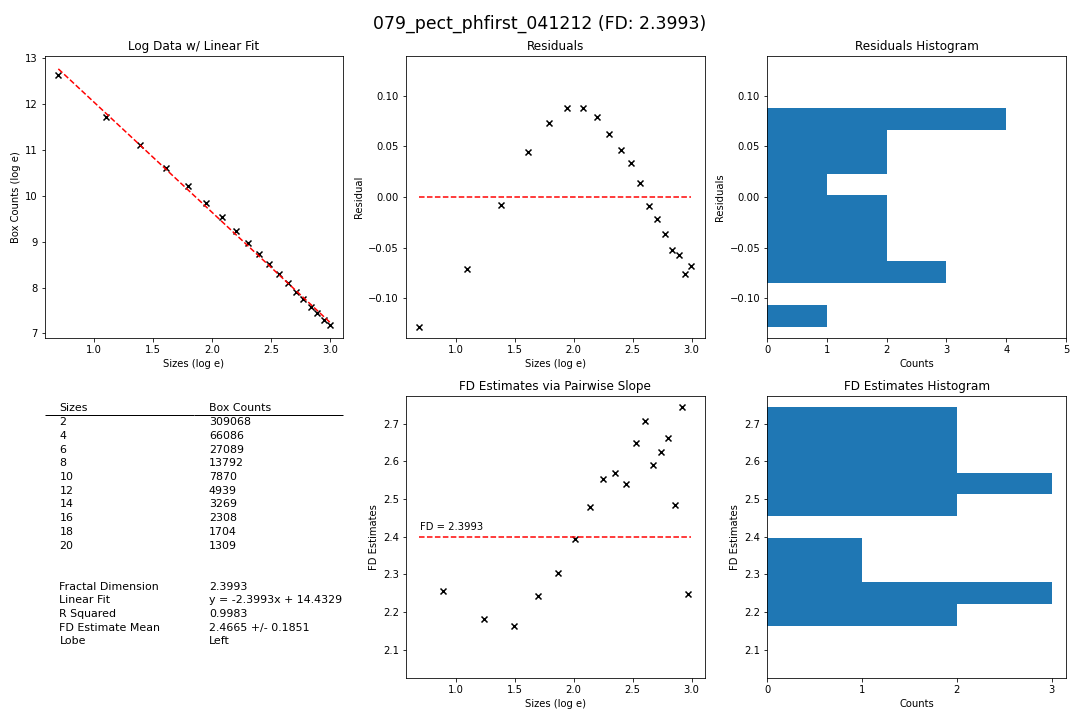 079_pect_phfirst_041212 (FD: 2.3993)
Log Data w/ Linear Fit
13
12
11
10
9
8
7
Box Counts (log e)
1.0 1.5 2.0 2.5 3.0
Sizes (log e)
Residuals
0.10
0.05
0.00
−0.05
−0.10
Residual
1.0 1.5 2.0 2.5 3.0
Sizes (log e)
Residuals Histogram
0.10
0.05
0.00
−0.05
−0.10
Residuals
0 1 2 3 4 5
Counts
Sizes Box Counts
2 309068
4 66086
6 27089
8 13792
10 7870
12 4939
14 3269
16 2308
18 1704
20 1309
Fractal Dimension 2.3993
Linear Fit y = -2.3993x + 14.4329
R Squared 0.9983
FD Estimate Mean 2.4665 +/- 0.1851
Lobe Left
FD Estimates via Pairwise Slope
2.7
2.6
2.5
2.4
2.3
2.2
2.1
FD Estimates
FD = 2.3993
1.0 1.5 2.0 2.5 3.0
Sizes (log e)
FD Estimates Histogram
2.7
2.6
2.5
2.4
2.3
2.2
2.1
FD Estimates
0 1 2 3
Counts